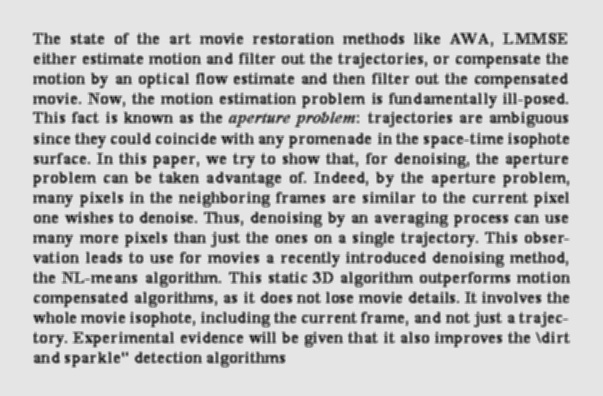 The state of the art movie restoration methods like AWA, LMMSE
either estimate motion and filter out the trajectories, or compensate the
motion by an optical flow estimate and then filter out the compensated
movie. Now, the motion estimation problem is fundamentally ill-posed.
This fact is known as the aperture problem: trajectories are ambiguous
since they could coincide with any promenade in the space-time isophote
surface. In this paper, we try to show that, for denoising, the aperture
problem can be taken advantage of. Indeed, by the aperture problem,
many pixels in the neighboring frames are similar to the current pixel
one wishes to denoise. Thus, denoising by an averaging process can use
many more pixels than just the ones on a single trajectory. This obser-
vation leads to use for movies a recently introduced denoising method,
the NL-means algorithm. This static 3D algorithm outperforms motion
compensated algorithms, as it does not lose movie details. It involves the
whole movie isophote, including the current frame, and not just a trajec-
tory. Experimental evidence will be given that it also improves the \dirt
and sparkle" detection algorithms